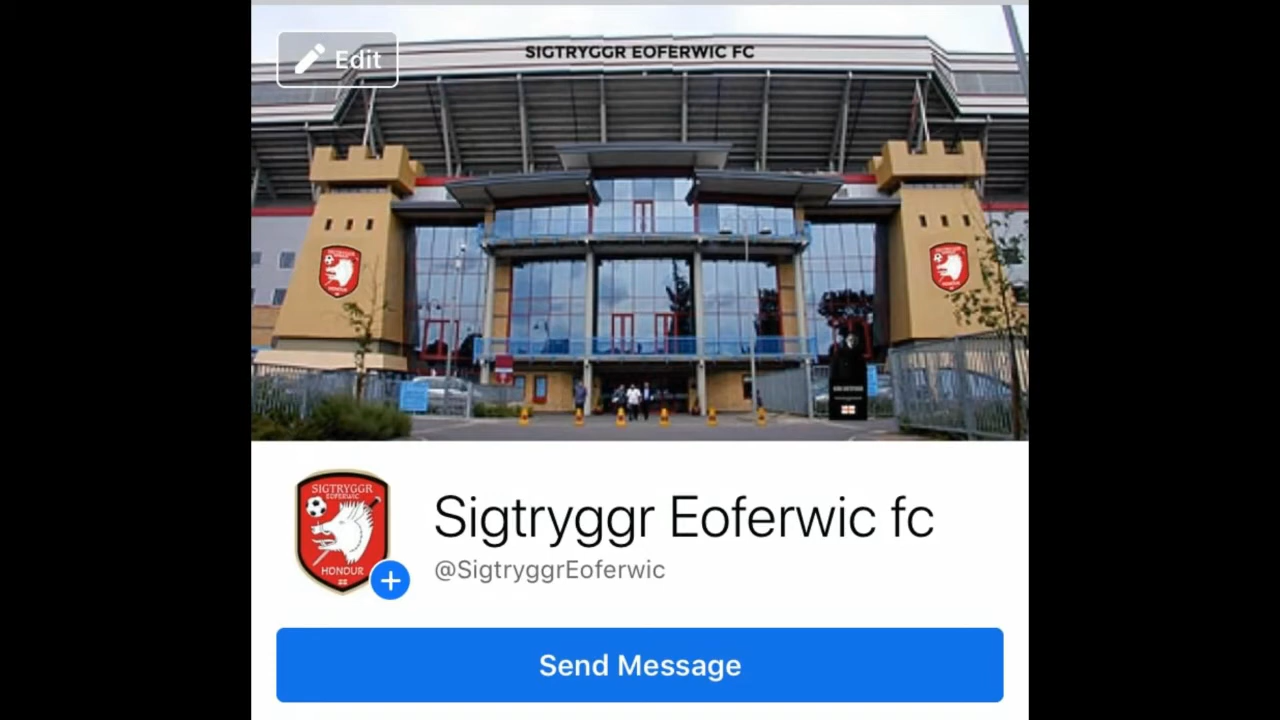 Edit
SIGTRYGGR EOFERWIC FC
SIGTRYGGR
EOFERWIC
HONOUR
Sigtryggr Eoferwic fc
@SigtryggrEoferwic
Send Message